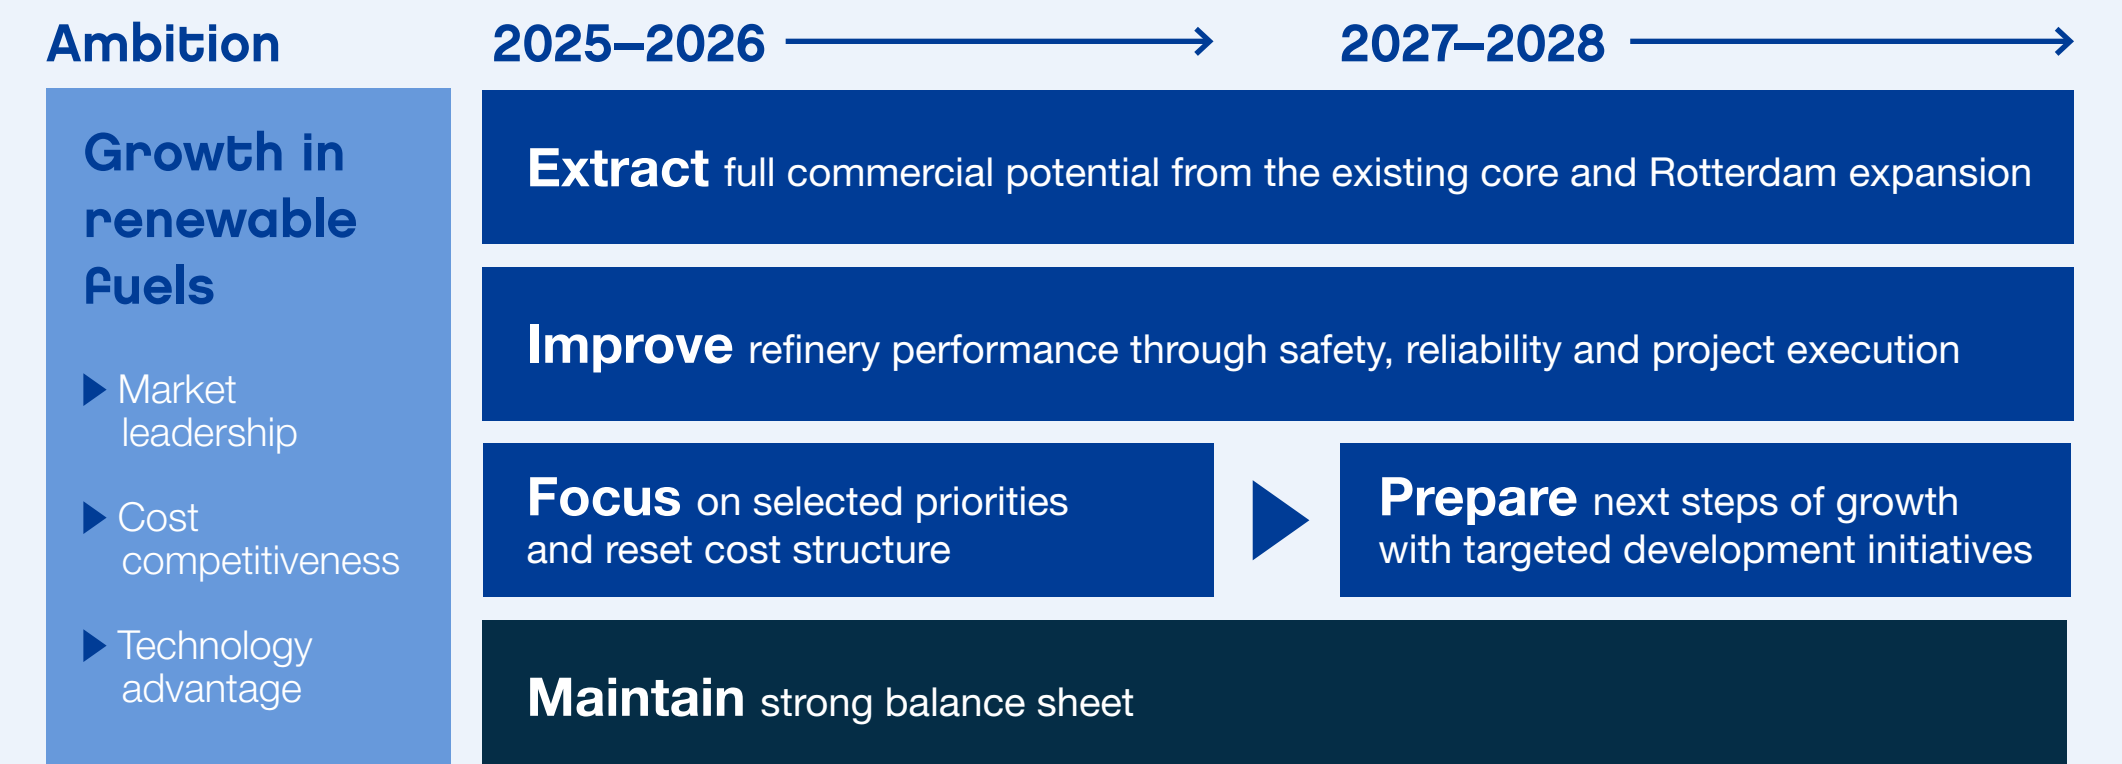 Ambition
2025–2026
2027–2028
Growth in
renewable
fuels
Market
leadership
Cost
competitiveness
Technology
advantage
Extract full commercial potential from the existing core and Rotterdam expansion
Improve refinery performance through safety, reliability and project execution
Focus on selected priorities
and reset cost structure
Prepare next steps of growth
with targeted development initiatives
Maintain strong balance sheet